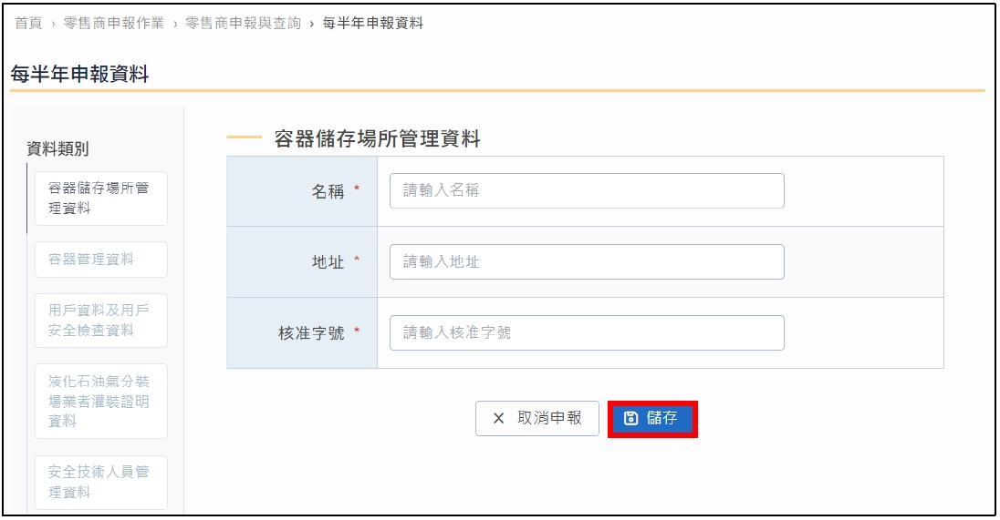 首頁 › 零售商申報作業 › 零售商申報與查詢 › 每半年申報資料
每半年申報資料
資料類別
容器儲存場所管
理資料
容器管理資料
用戶資料及用戶
安全檢查資料
液化石油氣分裝
場業者灌裝證明
資料
安全技術人員管
理資料
容器儲存場所管理資料
名稱 *
請輸入名稱
地址 *
請輸入地址
核准字號 *
請輸入核准字號
× 取消申報
儲存